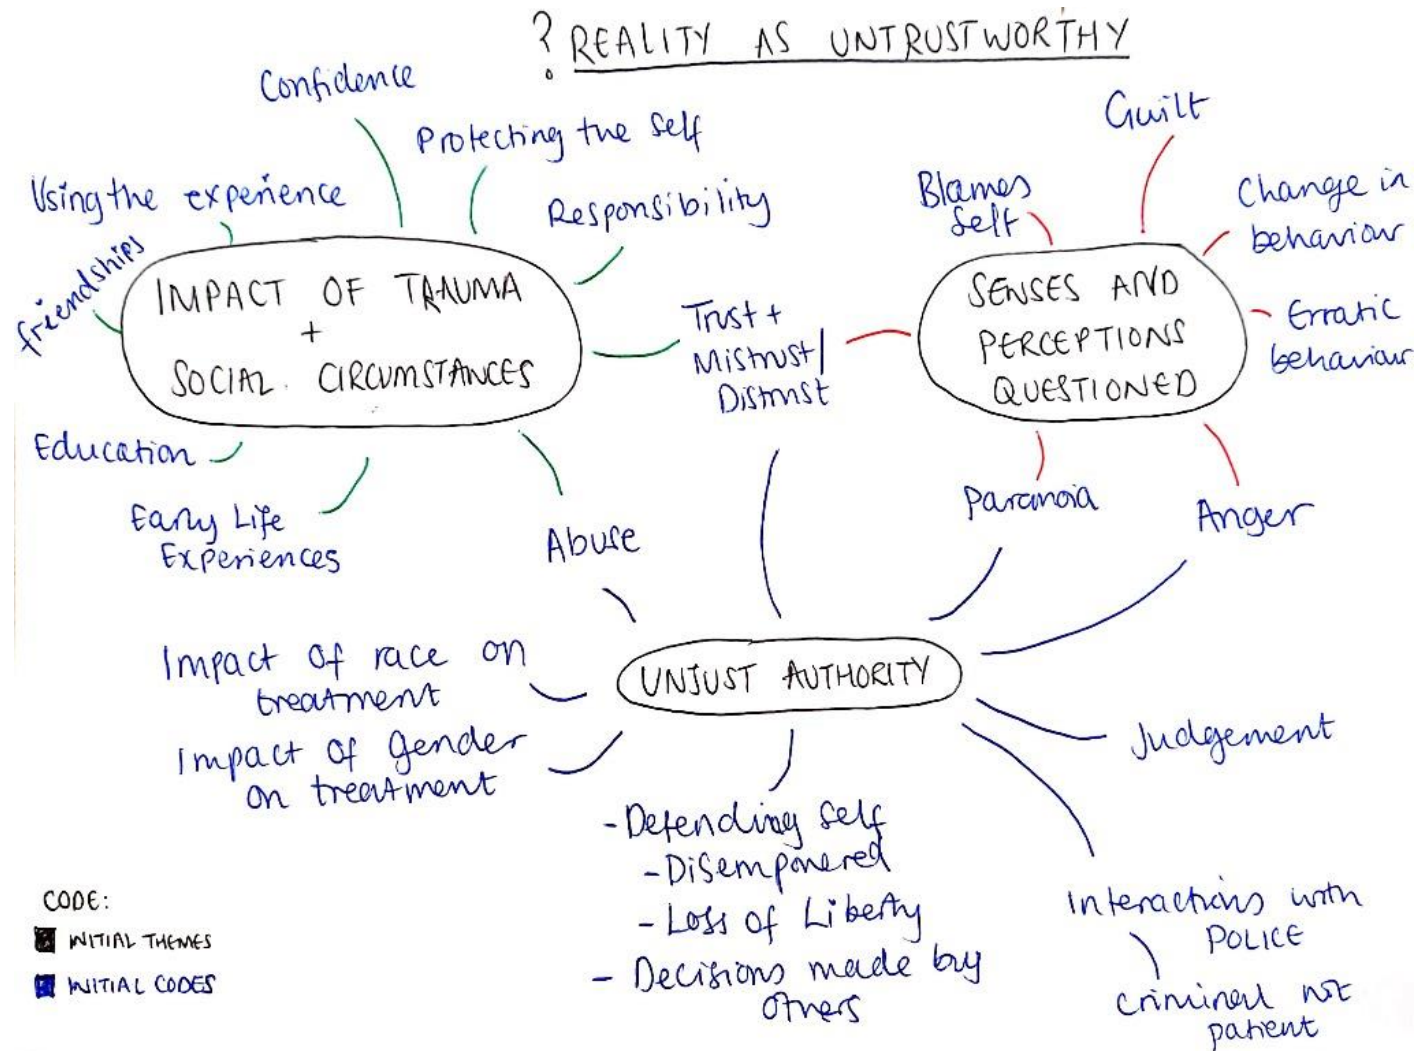 ? REALITY AS UNTRUSTWORTHY
Confidence
Protecting the Self
Using the experience
Responsibility
friendships
IMPACT OF TRAUMA
+
SOCIAL. CIRCUMSTANCES
Education
Early Life
Experiences
Abuse
Trust +
Mistrust/
Distrust
Guilt
Blames
Self
Change in
behaviour
SENSES AND
PERCEPTIONS
QUESTIONED
Erratic
behaviour
Paranoia
Anger
UNJUST AUTHORITY
Impact of race on
treatment
Impact of gender
on treatment
Judgement
- Defending Self
- Disempowered
- Loss of Liberty
- Decisions made by
others
Interactions with
POLICE
Criminal not
patient
CODE:
INITIAL THEMES
INITIAL CODES